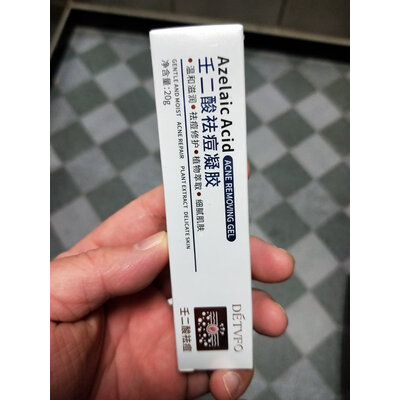 Azelaic Acid
ACNE REMOVING GEL
壬二酸祛痘凝胶
•温和滋润•祛痘修护•植物萃取•细腻肌肤
GENTLE AND MOIST ACNE REPAIR PLANT EXTRACT DELICATE SKIN
净含量:20g
DÉTVFO
壬二酸祛痘